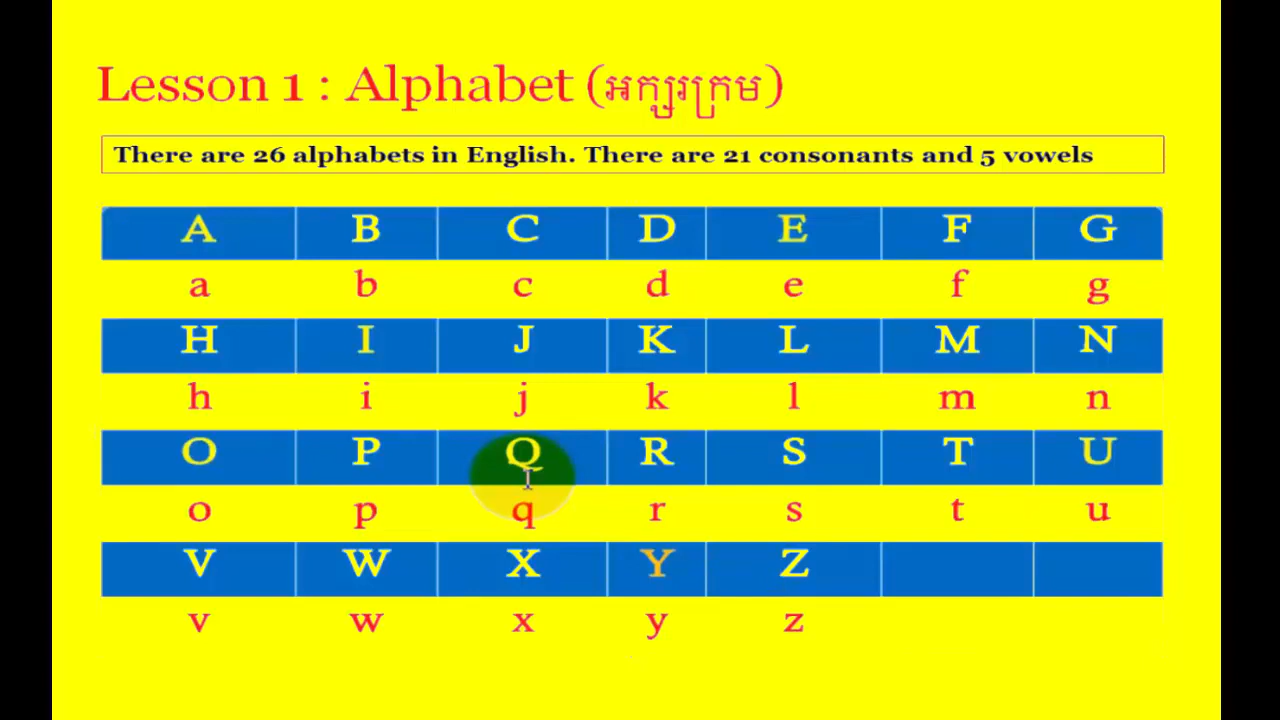 Lesson 1 : Alphabet (អក្សរក្រម)
There are 26 alphabets in English. There are 21 consonants and 5 vowels
A B C D E F G
a b c d e f g
H I J K L M N
h i j k l m n
O P Q R S T U
o p q r s t u
V W X Y Z
v w x y z